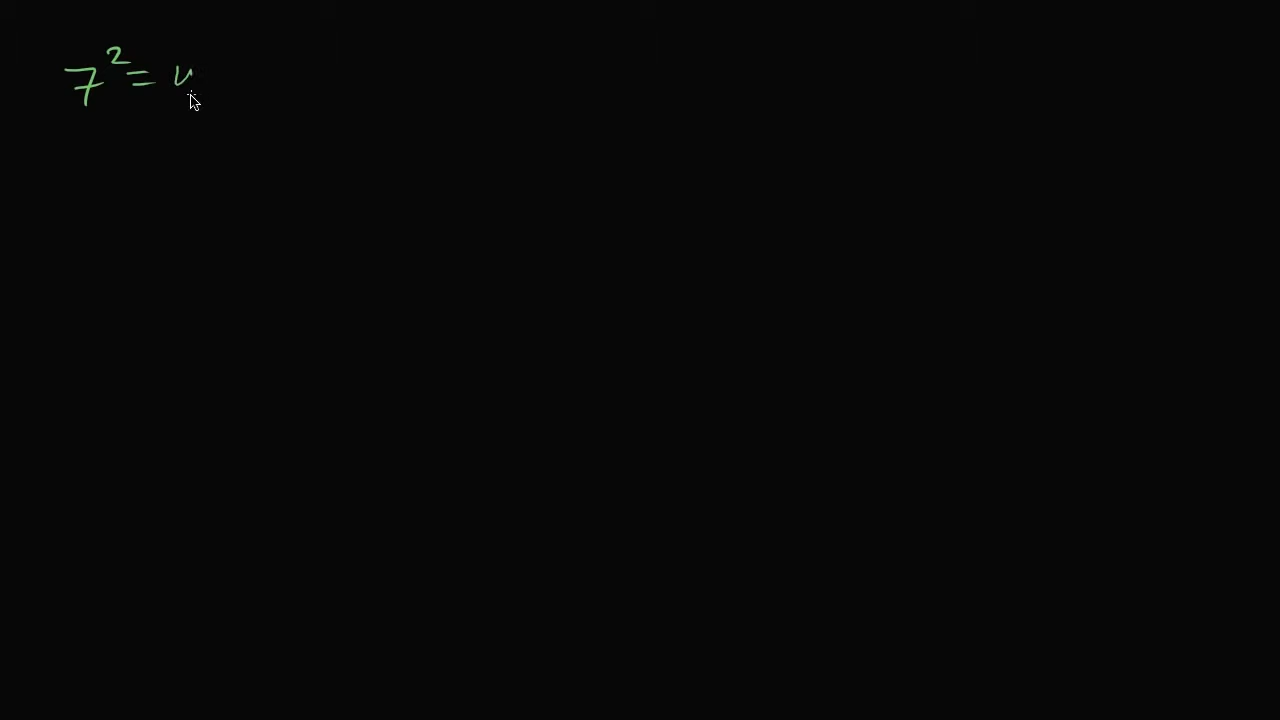 7² =